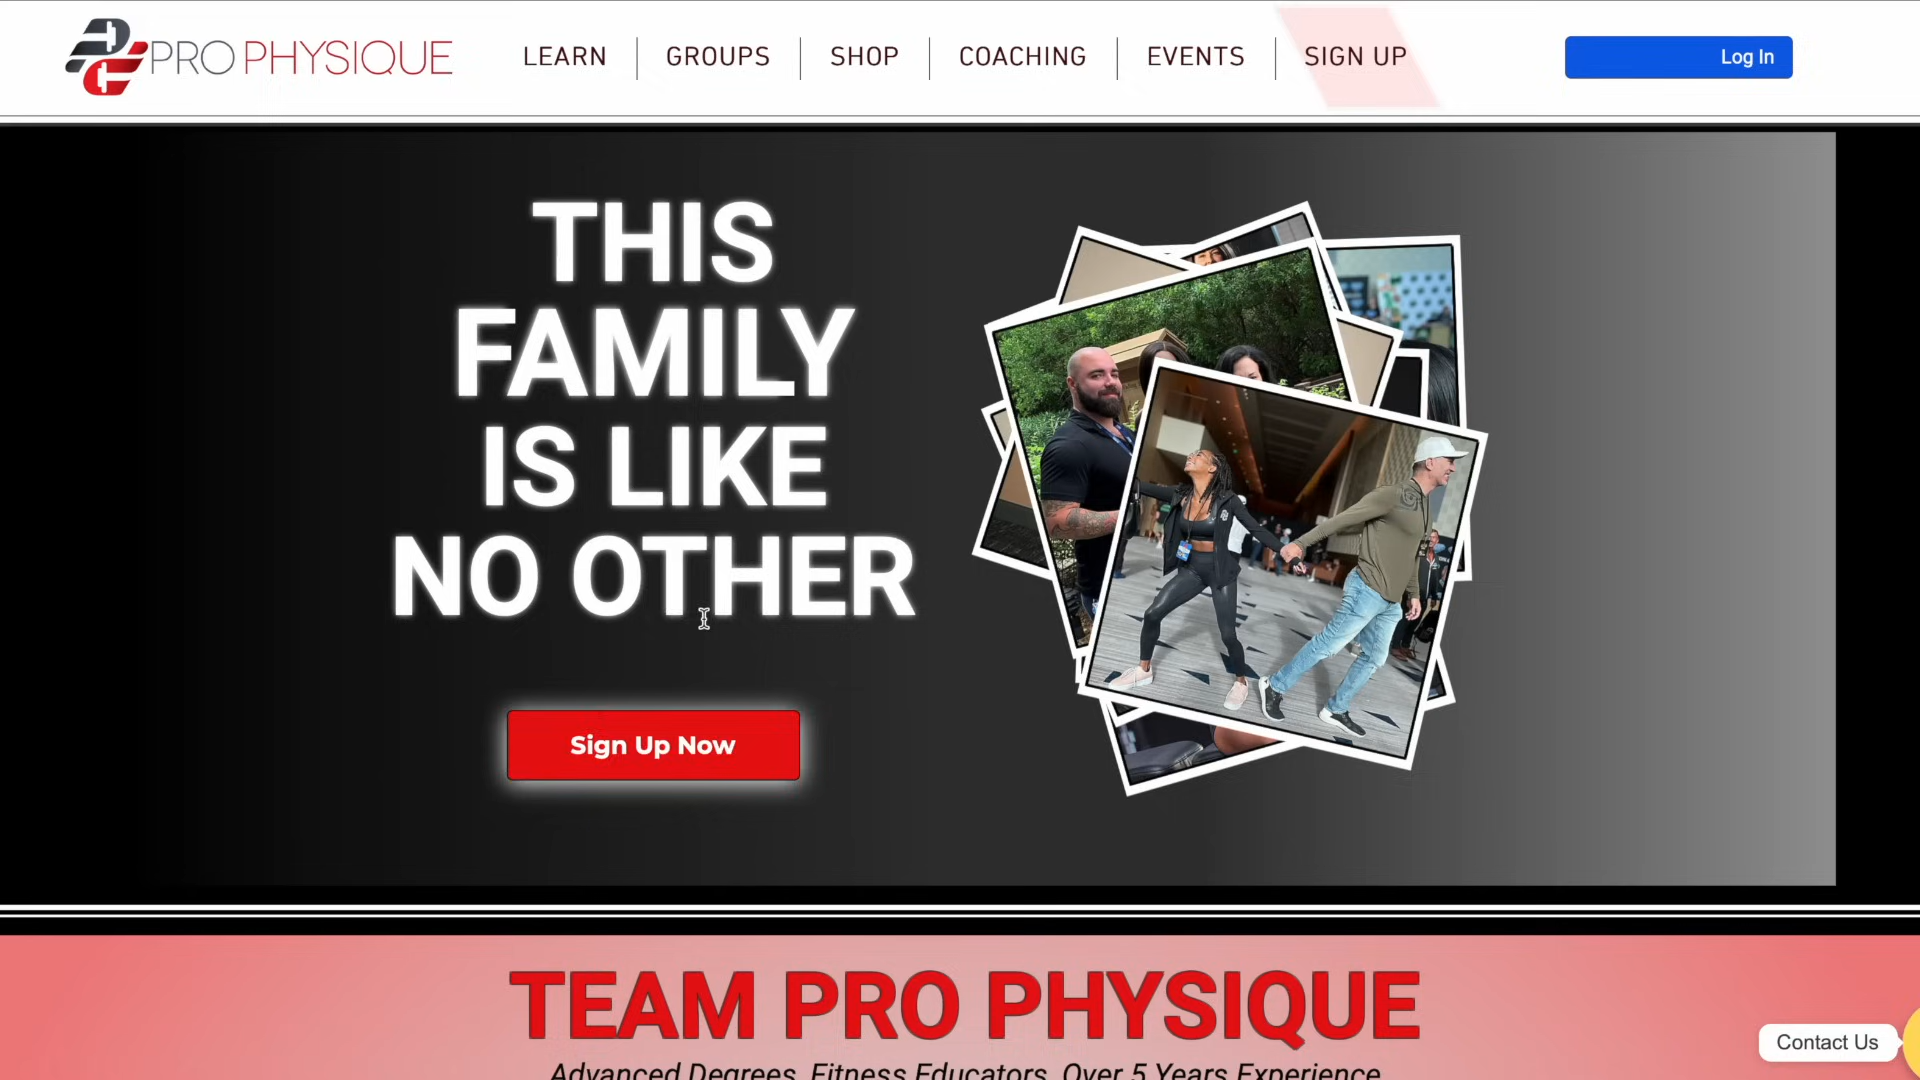 PRO PHYSIQUE
LEARN
GROUPS
SHOP
COACHING
EVENTS
SIGN UP
Log In
THIS
FAMILY
IS LIKE
NO OTHER
Sign Up Now
TEAM PRO PHYSIQUE
Advanced Degrees, Fitness Educators, Over 5 Years Experience
Contact Us